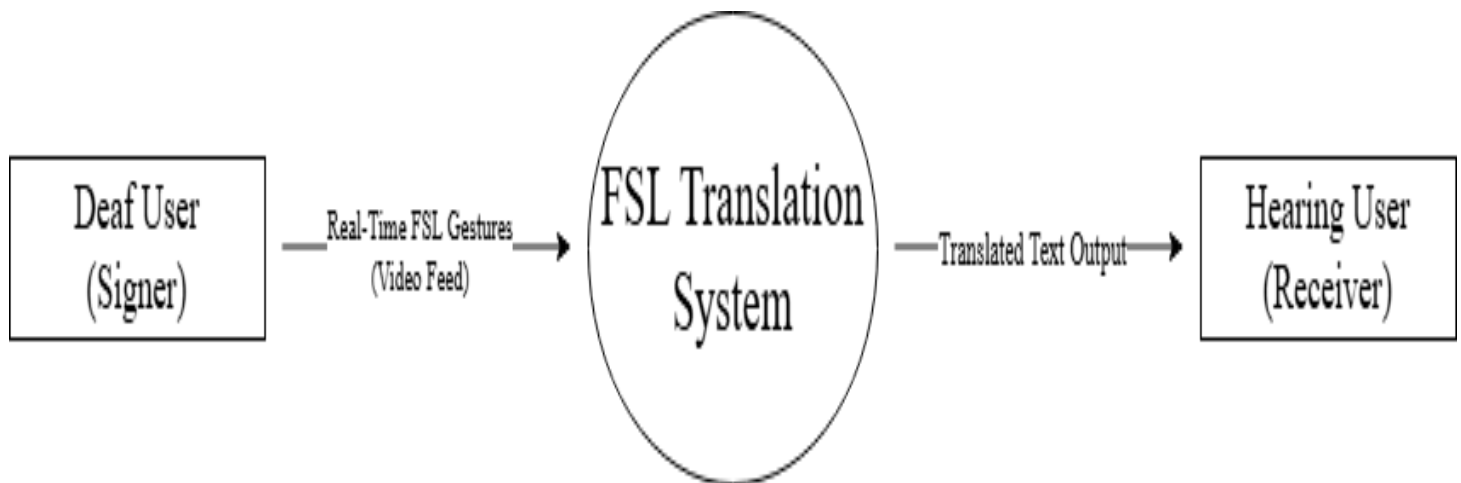 Deaf User
(Signer)
Real-Time FSL Gestures
(Video Feed)
FSL Translation
System
Translated Text Output
Hearing User
(Receiver)